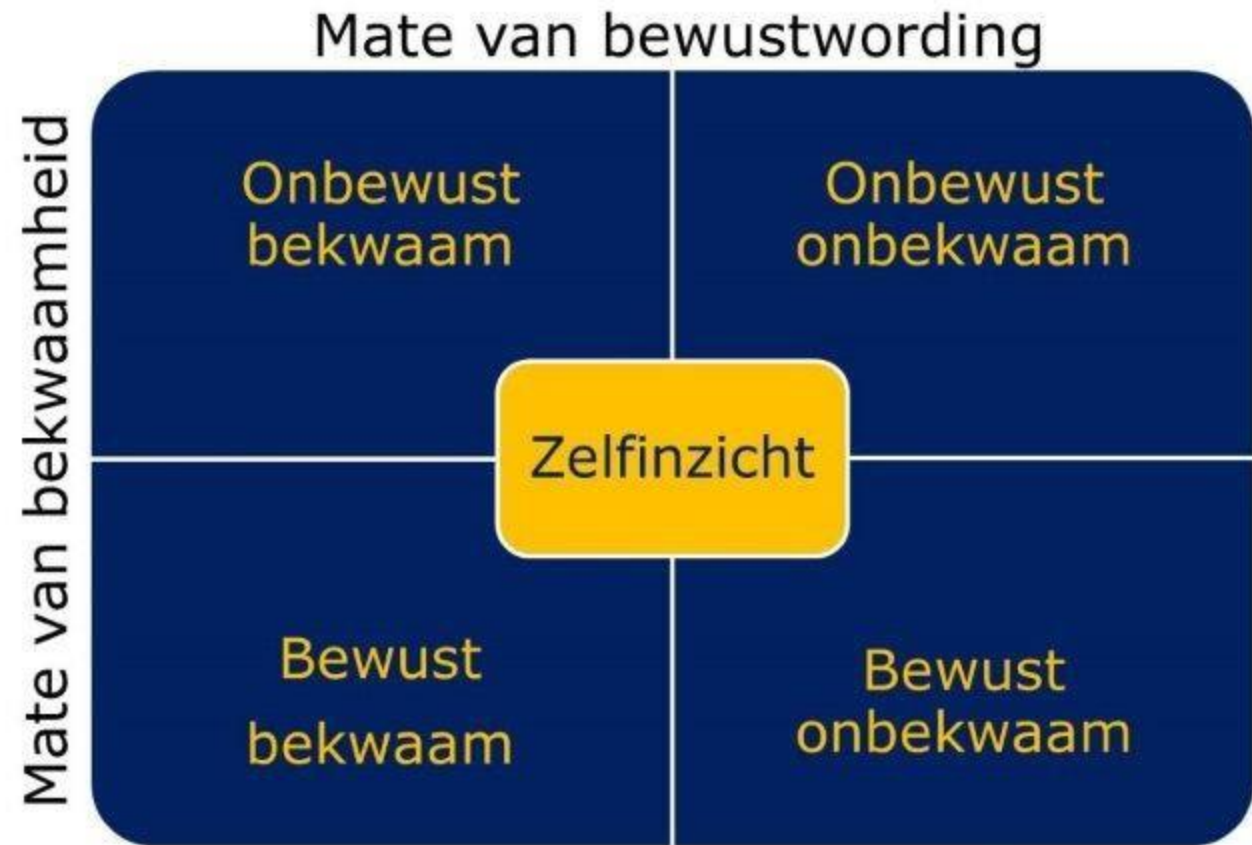 Mate van bewustwording
Mate van bekwaamheid
Onbewust
bekwaam
Onbewust
onbekwaam
Zelfinzicht
Bewust
bekwaam
Bewust
onbekwaam